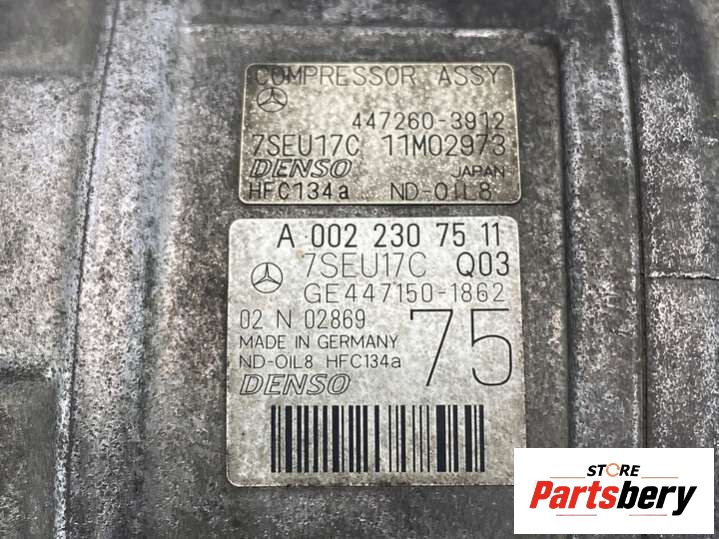 COMPRESSOR ASSY
447260-3912
7SEU17C 11M02973
DENSO JAPAN
HFC134a ND-OIL8
A 002 230 75 11
7SEU17C Q03
GE447150-1862
02 N 02869 75
MADE IN GERMANY
ND-OIL8 HFC134a
DENSO
STORE
Partsbery